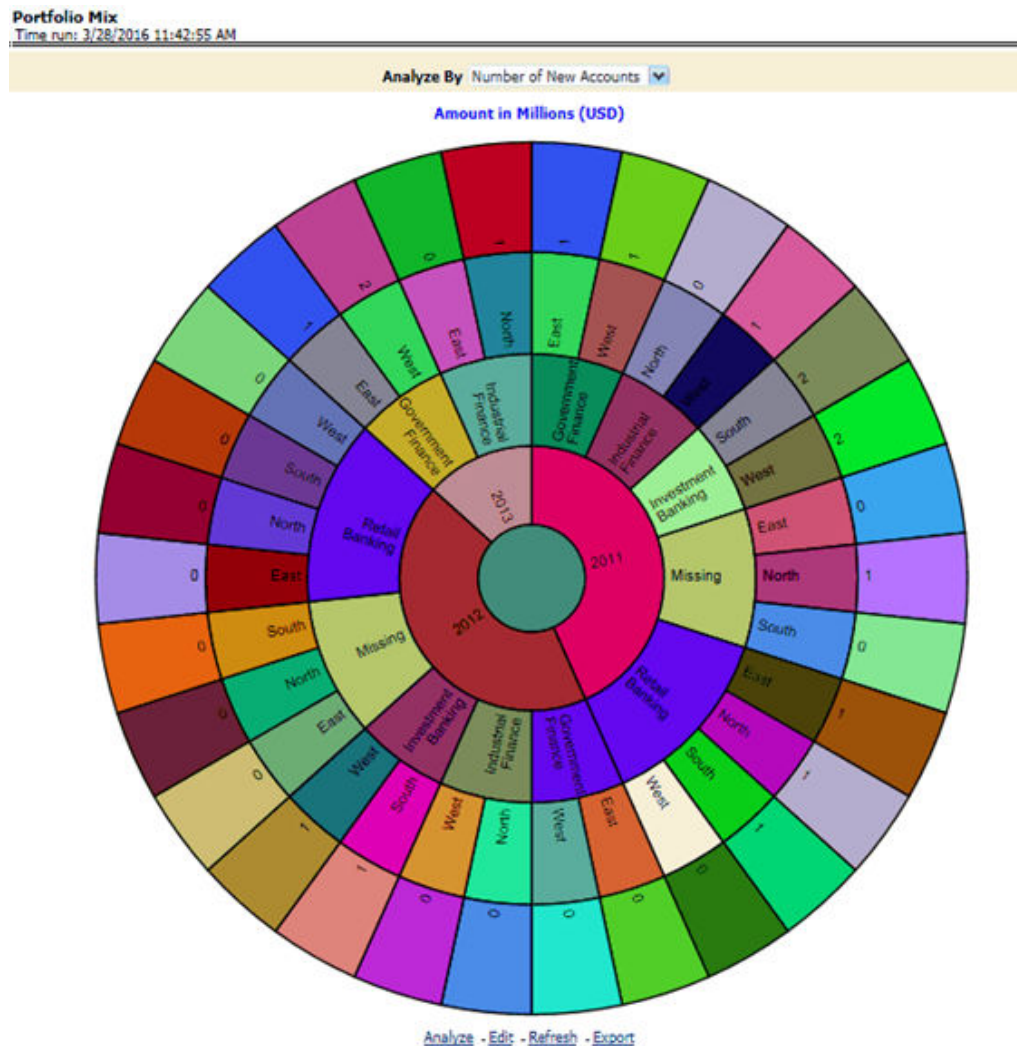 Portfolio Mix
Time run: 3/28/2016 11:42:55 AM
Analyze By Number of New Accounts
Amount in Millions (USD)
2011
Government
Finance
East
1
West
1
Industrial
Finance
North
0
West
1
Investment
Banking
South
2
West
2
Missing
East
0
North
1
South
0
Retail
Banking
East
1
North
1
South
1
West
0
2012
Government
Finance
East
0
West
0
Industrial
Finance
North
0
West
0
Investment
Banking
South
1
West
1
Missing
East
0
North
0
South
0
Retail
Banking
East
0
North
0
South
0
West
0
2013
Government
Finance
East
1
West
2
Industrial
Finance
East
0
North
1
Analyze - Edit - Refresh - Export